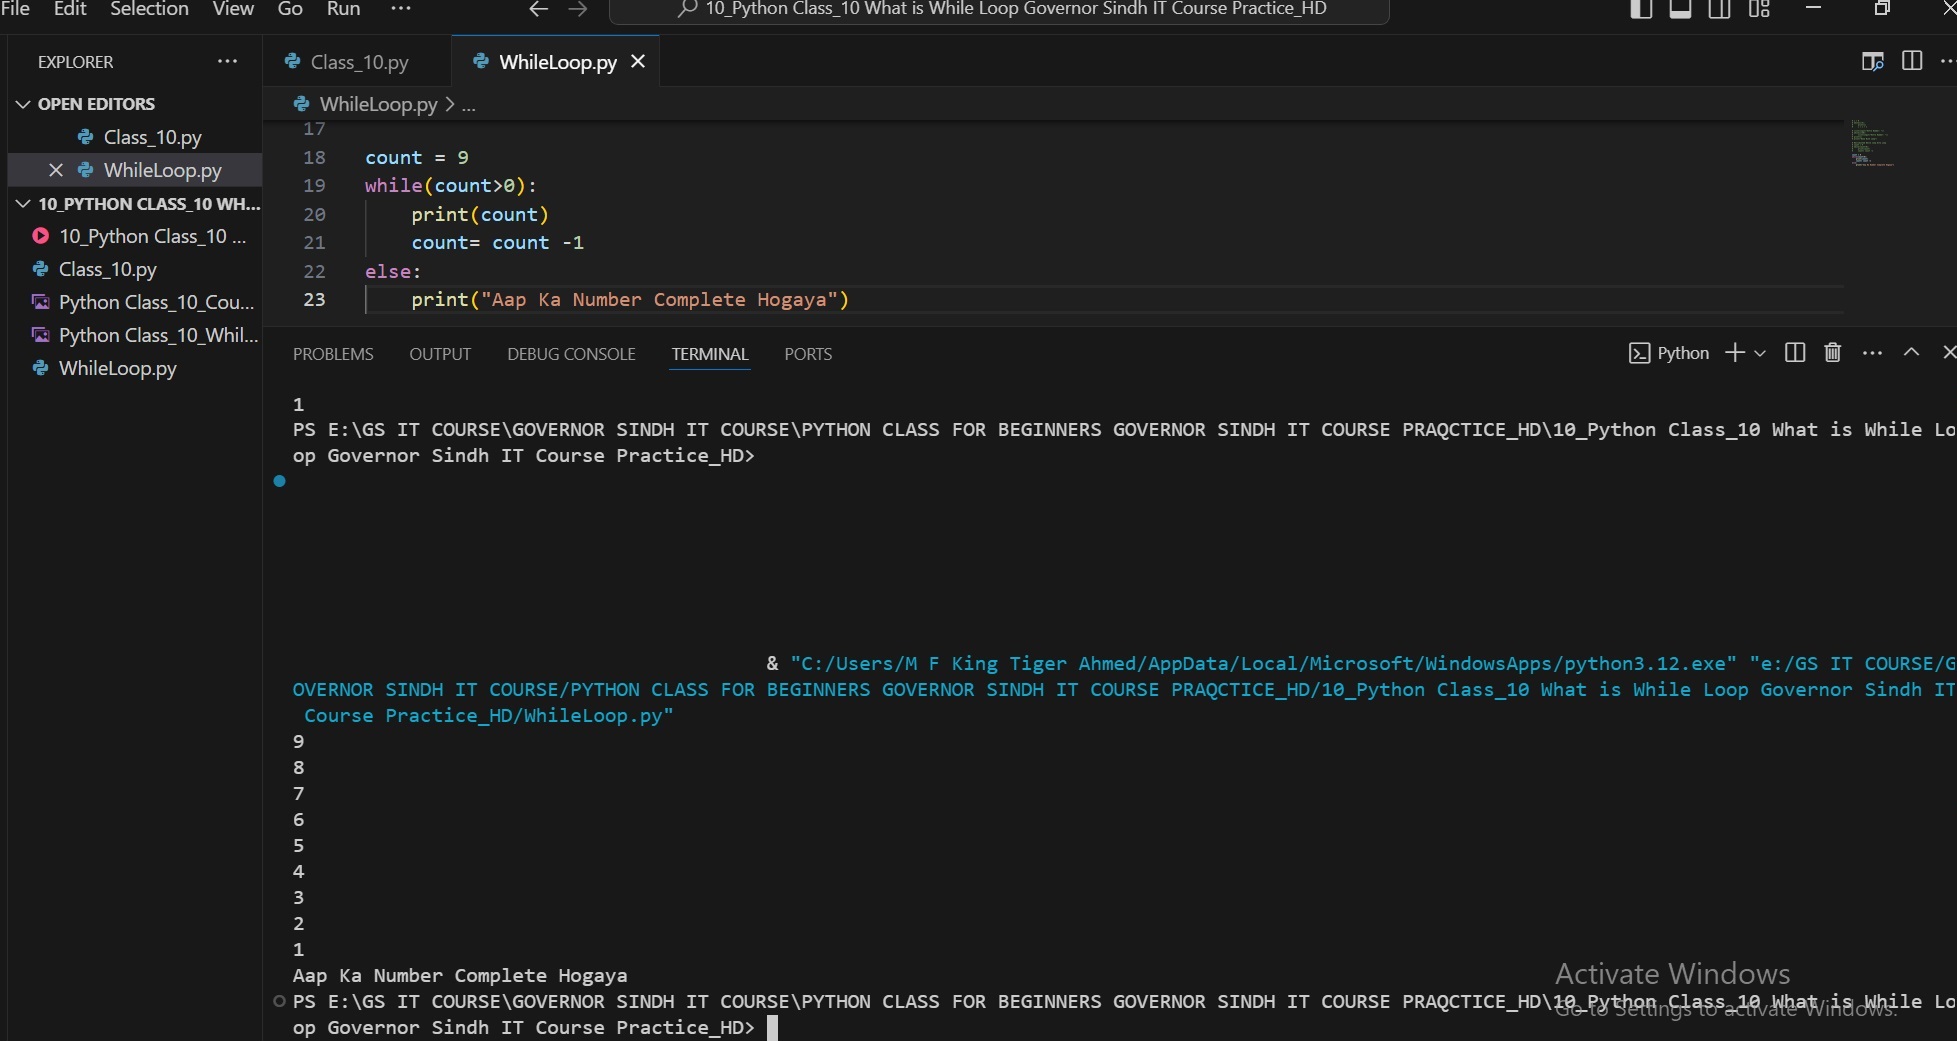 File Edit Selection View Go Run ...
10_Python Class_10 What is While Loop Governor Sindh IT Course Practice_HD
EXPLORER ...
Class_10.py
WhileLoop.py
OPEN EDITORS
Class_10.py
WhileLoop.py
10_PYTHON CLASS_10 WH...
10_Python Class_10 ...
Class_10.py
Python Class_10_Cou...
Python Class_10_Whil...
WhileLoop.py
WhileLoop.py > ...
17
18 count = 9
19 while(count>0):
20 print(count)
21 count= count -1
22 else:
23 print("Aap Ka Number Complete Hogaya")
PROBLEMS OUTPUT DEBUG CONSOLE TERMINAL PORTS
Python
1
PS E:\GS IT COURSE\GOVERNOR SINDH IT COURSE\PYTHON CLASS FOR BEGINNERS GOVERNOR SINDH IT COURSE PRAQCTICE_HD\10_Python Class_10 What is While Lo
op Governor Sindh IT Course Practice_HD>
& "C:/Users/M F King Tiger Ahmed/AppData/Local/Microsoft/WindowsApps/python3.12.exe" "e:/GS IT COURSE/G
OVERNOR SINDH IT COURSE/PYTHON CLASS FOR BEGINNERS GOVERNOR SINDH IT COURSE PRAQCTICE_HD/10_Python Class_10 What is While Loop Governor Sindh IT
Course Practice_HD/WhileLoop.py"
9
8
7
6
5
4
3
2
1
Aap Ka Number Complete Hogaya
PS E:\GS IT COURSE\GOVERNOR SINDH IT COURSE\PYTHON CLASS FOR BEGINNERS GOVERNOR SINDH IT COURSE PRAQCTICE_HD\10_Python Class_10 What is While Lo
op Governor Sindh IT Course Practice_HD>
Activate Windows
Go to Settings to activate Windows.